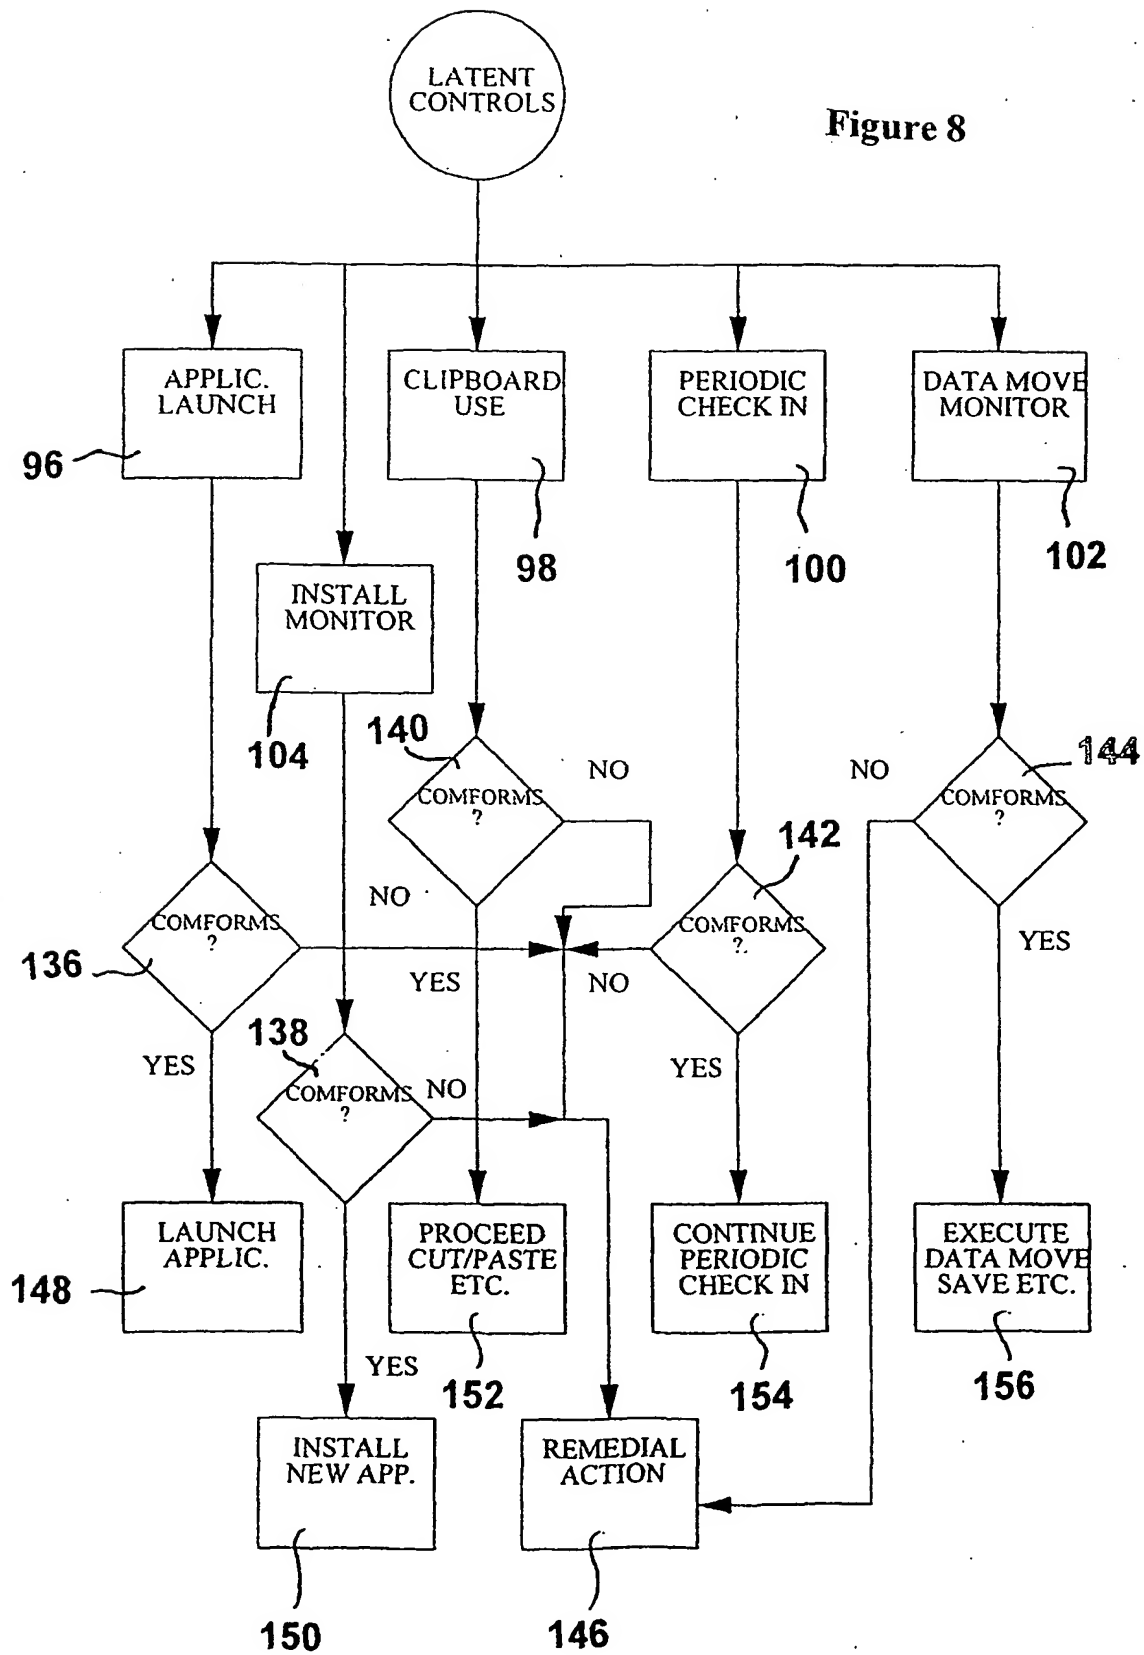 LATENT
CONTROLS
Figure 8
APPLIC.
LAUNCH
CLIPBOARD
USE
PERIODIC
CHECK IN
DATA MOVE
MONITOR
96
98
100
102
INSTALL
MONITOR
104
140
NO
NO
144
COMFORMS
?
COMFORMS
?
142
NO
COMFORMS
?
COMFORMS
?
136
YES
NO
YES
138
YES
YES
COMFORMS
?
NO
LAUNCH
APPLIC.
PROCEED
CUT/PASTE
ETC.
CONTINUE
PERIODIC
CHECK IN
EXECUTE
DATA MOVE
SAVE ETC.
148
YES
152
154
156
INSTALL
NEW APP.
REMEDIAL
ACTION
150
146